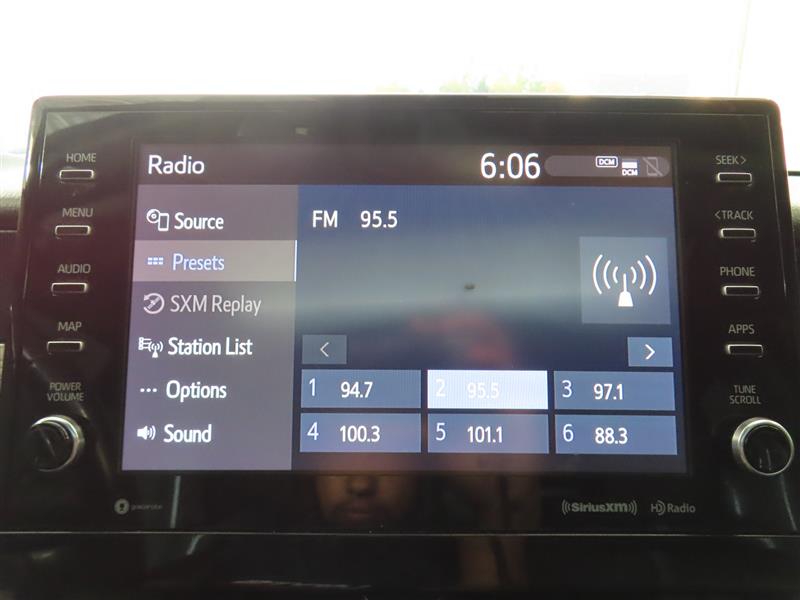 HOME
MENU
AUDIO
MAP
POWER
VOLUME
Radio 6:06 DCM
DCM
Source
Presets
SXM Replay
Station List
Options
Sound
FM 95.5
< >
1 94.7 2 95.5 3 97.1
4 100.3 5 101.1 6 88.3
SEEK >
< TRACK
PHONE
APPS
TUNE
SCROLL
gracenote
((SiriusXM)) HD Radio